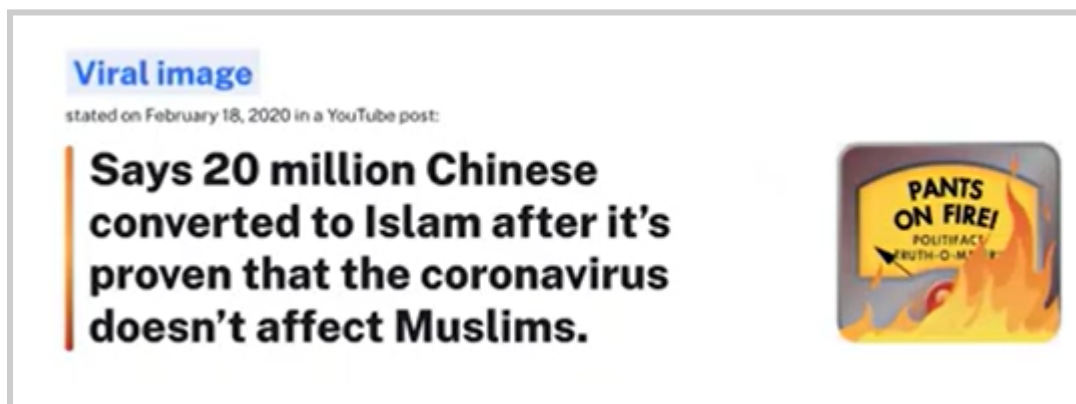 Viral image
stated on February 18, 2020 in a YouTube post:
Says 20 million Chinese
converted to Islam after it's
proven that the coronavirus
doesn't affect Muslims.
PANTS
ON FIRE!
POLITIFACT